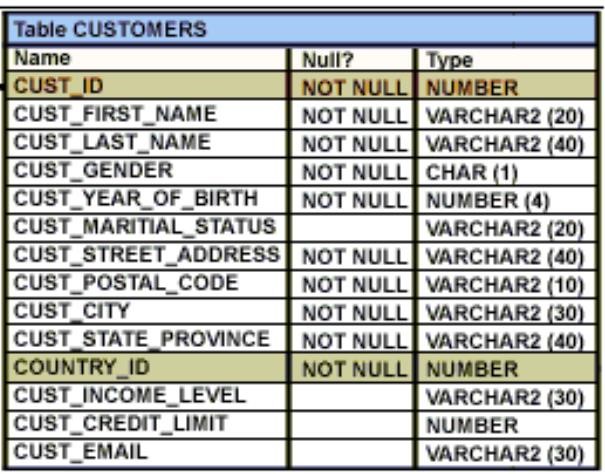 Table CUSTOMERS
Name Null? Type
CUST_ID NOT NULL NUMBER
CUST_FIRST_NAME NOT NULL VARCHAR2 (20)
CUST_LAST_NAME NOT NULL VARCHAR2 (40)
CUST_GENDER NOT NULL CHAR (1)
CUST_YEAR_OF_BIRTH NOT NULL NUMBER (4)
CUST_MARITIAL_STATUS VARCHAR2 (20)
CUST_STREET_ADDRESS NOT NULL VARCHAR2 (40)
CUST_POSTAL_CODE NOT NULL VARCHAR2 (10)
CUST_CITY NOT NULL VARCHAR2 (30)
CUST_STATE_PROVINCE NOT NULL VARCHAR2 (40)
COUNTRY_ID NOT NULL NUMBER
CUST_INCOME_LEVEL VARCHAR2 (30)
CUST_CREDIT_LIMIT NUMBER
CUST_EMAIL VARCHAR2 (30)